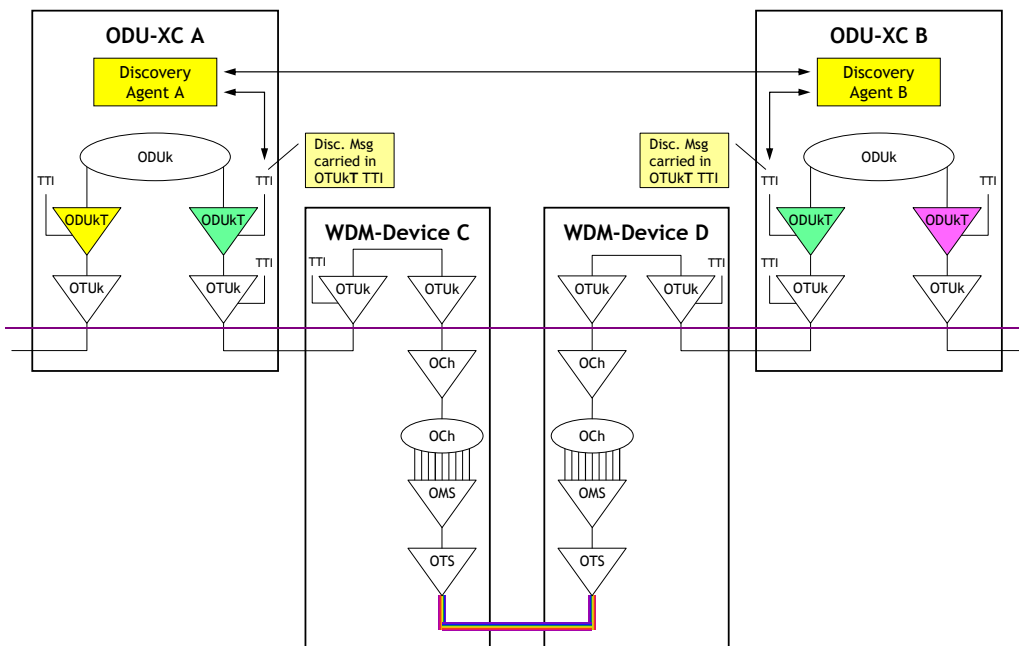 ODU-XC A
ODU-XC B
Discovery
Agent A
Discovery
Agent B
Disc. Msg
carried in
OTUkT TTI
Disc. Msg
carried in
OTUkT TTI
ODUk
ODUk
TTI
TTI
TTI
TTI
ODUkT
ODUkT
ODUkT
ODUkT
WDM-Device C
WDM-Device D
TTI
TTI
TTI
TTI
OTUk
OTUk
OTUk
OTUk
OTUk
OTUk
OTUk
OTUk
OCh
OCh
OCh
OCh
OMS
OMS
OTS
OTS